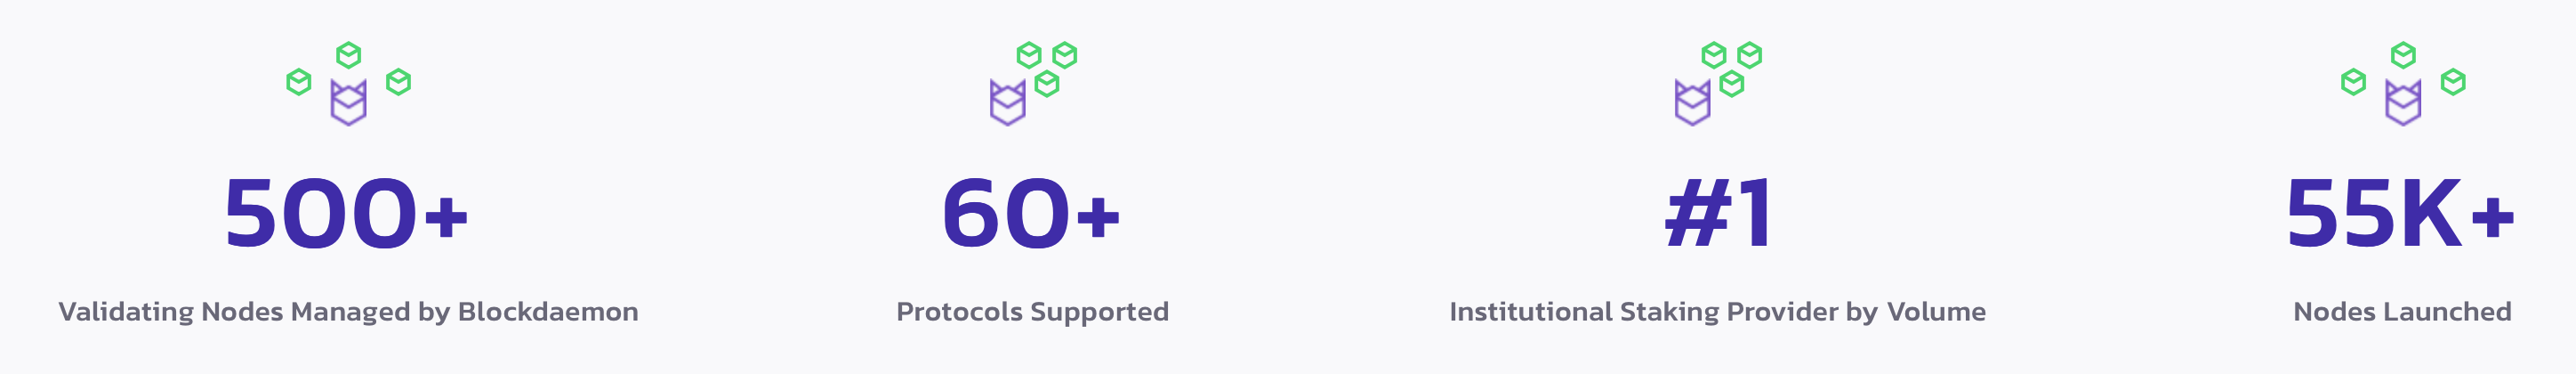 500+
Validating Nodes Managed by Blockdaemon
60+
Protocols Supported
#1
Institutional Staking Provider by Volume
55K+
Nodes Launched